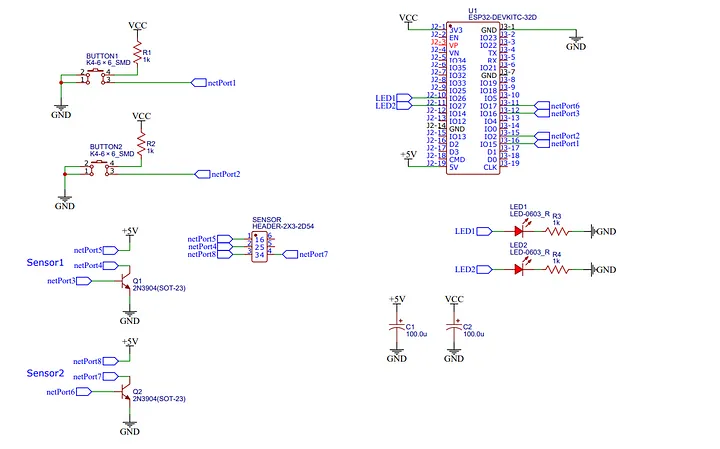 VCC
BUTTON1
K4-6×6_SMD
R1
1k
2 4
1 3
netPort1
GND
VCC
BUTTON2
K4-6×6_SMD
R2
1k
2 4
1 3
netPort2
GND
U1
ESP32-DEVKITC-32D
VCC
J2-1 3V3 GND J3-1
J2-2 EN IO23 J3-2
J2-3 VP IO22 J3-3
J2-4 VN TX J3-4
J2-5 IO34 RX J3-5
J2-6 IO35 IO21 J3-6
J2-7 IO32 GND J3-7
J2-8 IO33 IO19 J3-8
J2-9 IO25 IO18 J3-9
LED1 J2-10 IO26 IO5 J3-10
LED2 J2-11 IO27 IO17 J3-11 netPort6
J2-12 IO14 IO16 J3-12 netPort3
J2-13 IO12 IO4 J3-13
J2-14 GND IO0 J3-14
J2-15 IO13 IO2 J3-15 netPort2
J2-16 D2 IO15 J3-16 netPort1
J2-17 D3 D1 J3-17
J2-18 CMD D0 J3-18
J2-19 5V CLK J3-19
+5V
GND
+5V
netPort5
Sensor1
netPort4
netPort3
Q1
2N3904(SOT-23)
GND
SENSOR
HEADER-2X3-2D54
netPort5 1 16 6
netPort4 2 25 5
netPort8 3 34 4 netPort7
+5V
netPort8
Sensor2
netPort7
netPort6
Q2
2N3904(SOT-23)
GND
LED1
LED-0603_R
R3
1k
LED1
GND
LED2
LED-0603_R
R4
1k
LED2
GND
+5V
C1
100.0u
GND
VCC
C2
100.0u
GND